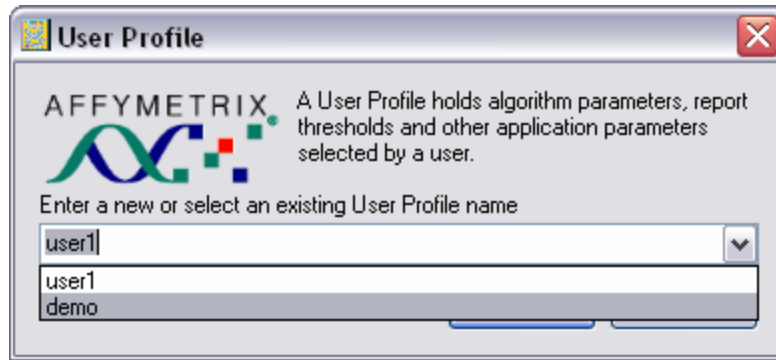 User Profile
AFFYMETRIX®
A User Profile holds algorithm parameters, report
thresholds and other application parameters
selected by a user.
Enter a new or select an existing User Profile name
user1
user1
demo